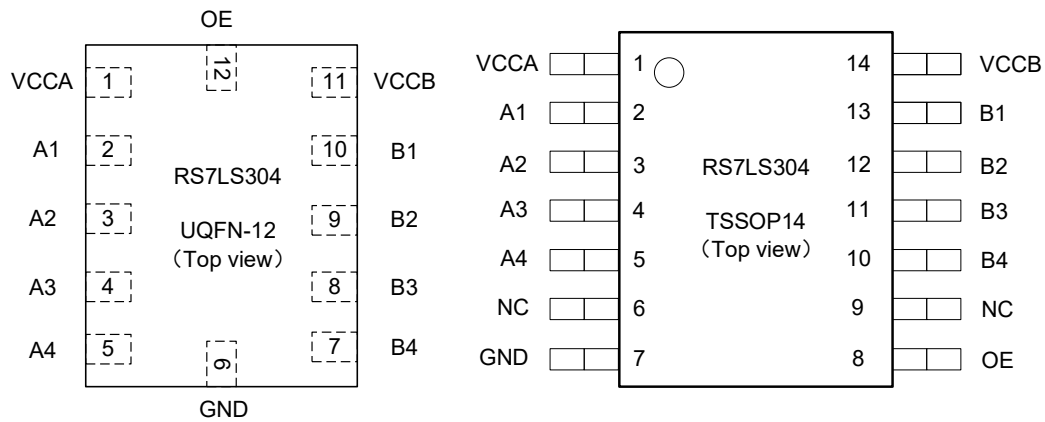 OE
12
VCCA 1 11 VCCB
A1 2 10 B1
RS7LS304
A2 3 9 B2
UQFN-12
（Top view）
A3 4 8 B3
A4 5 7 B4
6
GND
VCCA 1 14 VCCB
A1 2 13 B1
A2 3 RS7LS304 12 B2
A3 4 11 B3
TSSOP14
（Top view）
A4 5 10 B4
NC 6 9 NC
GND 7 8 OE